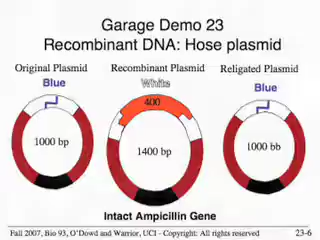 Garage Demo 23
Recombinant DNA: Hose plasmid
Original Plasmid Recombinant Plasmid Religated Plasmid
Blue White Blue
400
1000 bp 1400 bp 1000 bb
Intact Ampicillin Gene
Fall 2007, Bio 93, O'Dowd and Warrior, UCI - Copyright: All rights reserved 23-6